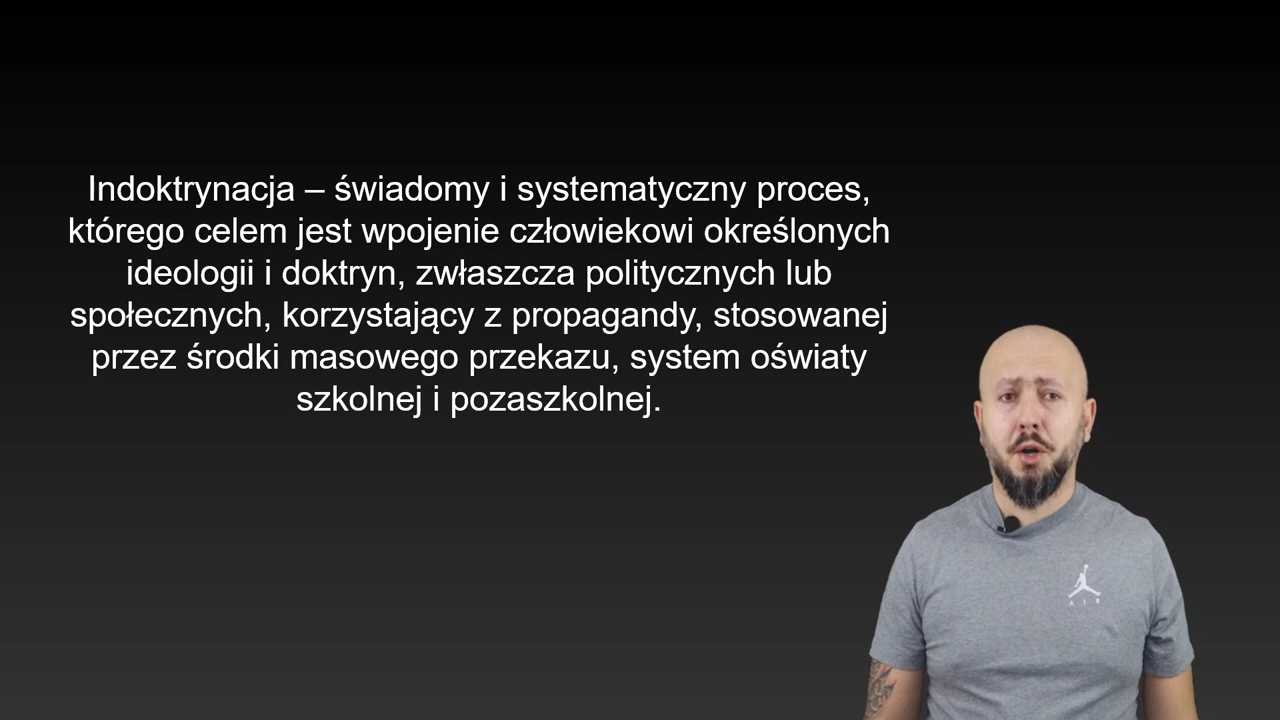 Indoktrynacja – świadomy i systematyczny proces,
którego celem jest wpojenie człowiekowi określonych
ideologii i doktryn, zwłaszcza politycznych lub
społecznych, korzystający z propagandy, stosowanej
przez środki masowego przekazu, system oświaty
szkolnej i pozaszkolnej.
AIR